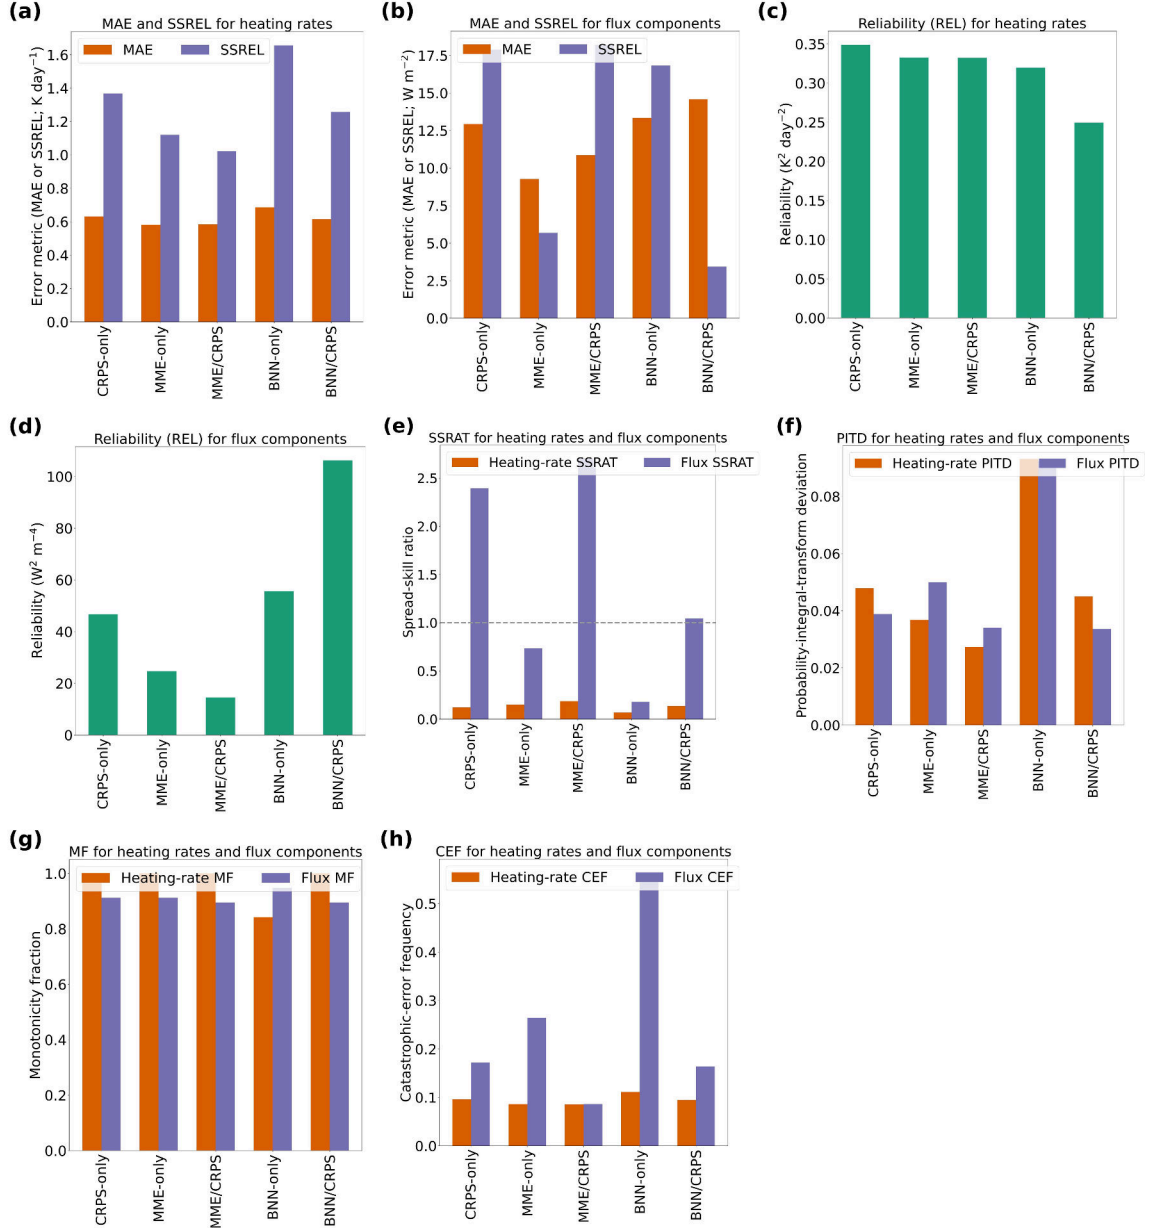 (a)
MAE and SSREL for heating rates
MAE SSREL
Error metric (MAE or SSREL; K day⁻¹)
1.6
1.4
1.2
1.0
0.8
0.6
0.4
0.2
0.0
CRPS-only
MME-only
MME/CRPS
BNN-only
BNN/CRPS
(b)
MAE and SSREL for flux components
MAE SSREL
Error metric (MAE or SSREL; W m⁻²)
17.5
15.0
12.5
10.0
7.5
5.0
2.5
0.0
CRPS-only
MME-only
MME/CRPS
BNN-only
BNN/CRPS
(c)
Reliability (REL) for heating rates
Reliability (K² day⁻²)
0.35
0.30
0.25
0.20
0.15
0.10
0.05
0.00
CRPS-only
MME-only
MME/CRPS
BNN-only
BNN/CRPS
(d)
Reliability (REL) for flux components
Reliability (W² m⁻⁴)
100
80
60
40
20
0
CRPS-only
MME-only
MME/CRPS
BNN-only
BNN/CRPS
(e)
SSRAT for heating rates and flux components
Heating-rate SSRAT Flux SSRAT
Spread-skill ratio
2.5
2.0
1.5
1.0
0.5
0.0
CRPS-only
MME-only
MME/CRPS
BNN-only
BNN/CRPS
(f)
PITD for heating rates and flux components
Heating-rate PITD Flux PITD
Probability-integral-transform deviation
0.08
0.06
0.04
0.02
0.00
CRPS-only
MME-only
MME/CRPS
BNN-only
BNN/CRPS
(g)
MF for heating rates and flux components
Heating-rate MF Flux MF
Monotonicity fraction
1.0
0.8
0.6
0.4
0.2
0.0
CRPS-only
MME-only
MME/CRPS
BNN-only
BNN/CRPS
(h)
CEF for heating rates and flux components
Heating-rate CEF Flux CEF
Catastrophic-error frequency
0.5
0.4
0.3
0.2
0.1
0.0
CRPS-only
MME-only
MME/CRPS
BNN-only
BNN/CRPS